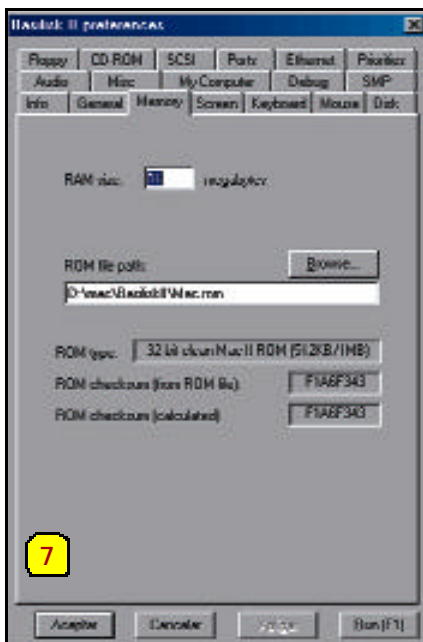 Basilisk II preferences
Floppy CD-ROM SCSI Ports Ethernet Priorities
Audio Misc My Computer Debug SMP
Info General Memory Screen Keyboard Mouse Disk
RAM size: megabytes
ROM file path: Browse...
D:\mac\BasiliskII\Mac.rom
ROM type: 32 bit clean Mac II ROM (512KB/1MB)
ROM checksum (from ROM file): F1A6F343
ROM checksum (calculated): F1A6F343
7
Aceptar Cancelar Run (F1)